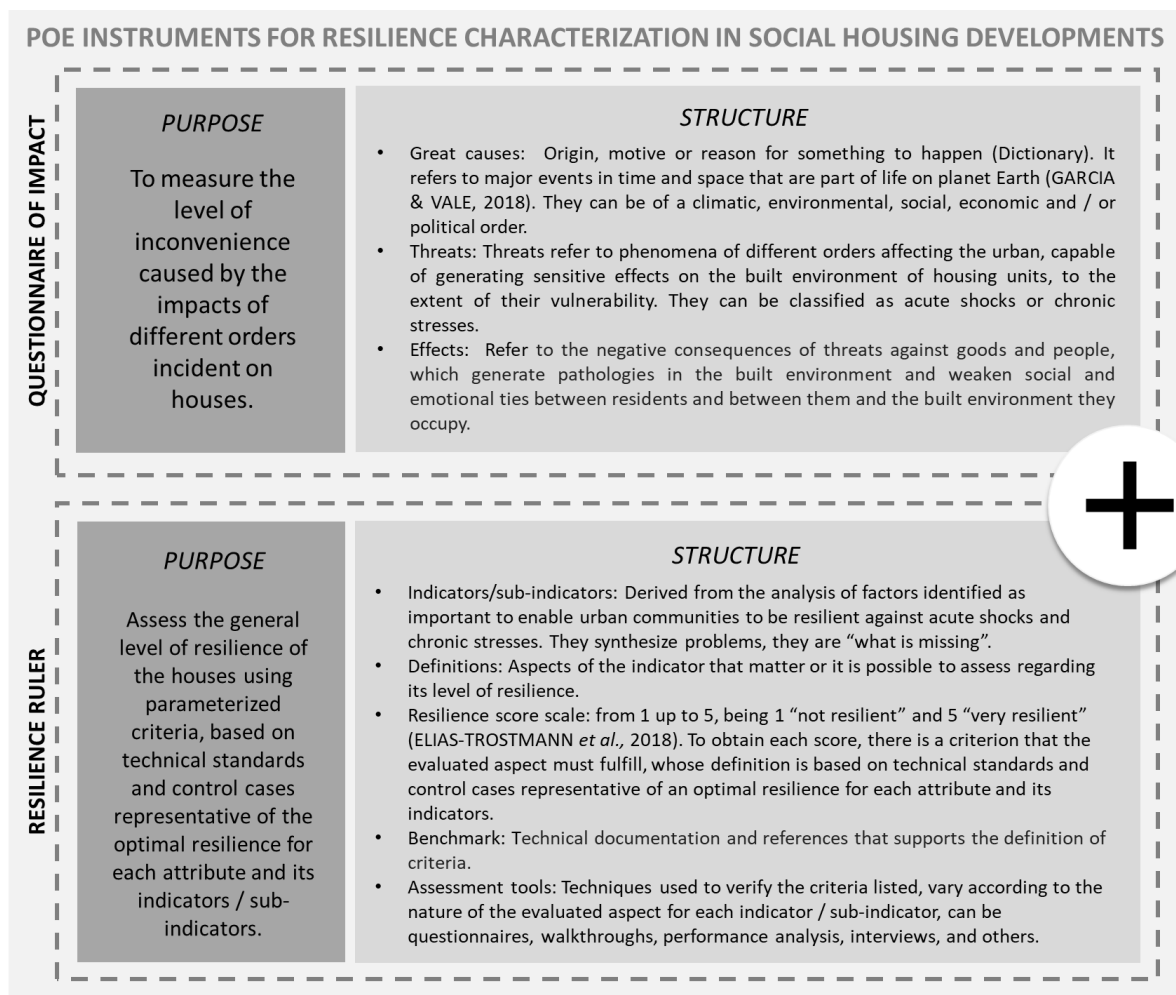 POE INSTRUMENTS FOR RESILIENCE CHARACTERIZATION IN SOCIAL HOUSING DEVELOPMENTS
QUESTIONNAIRE OF IMPACT
PURPOSE
To measure the
level of
inconvenience
caused by the
impacts of
different orders
incident on
houses.
STRUCTURE
• Great causes: Origin, motive or reason for something to happen (Dictionary). It
refers to major events in time and space that are part of life on planet Earth (GARCIA
& VALE, 2018). They can be of a climatic, environmental, social, economic and / or
political order.
• Threats: Threats refer to phenomena of different orders affecting the urban, capable
of generating sensitive effects on the built environment of housing units, to the
extent of their vulnerability. They can be classified as acute shocks or chronic
stresses.
• Effects: Refer to the negative consequences of threats against goods and people,
which generate pathologies in the built environment and weaken social and
emotional ties between residents and between them and the built environment they
occupy.
+
RESILIENCE RULER
PURPOSE
Assess the general
level of resilience of
the houses using
parameterized
criteria, based on
technical standards
and control cases
representative of the
optimal resilience for
each attribute and its
indicators / sub-
indicators.
STRUCTURE
• Indicators/sub-indicators: Derived from the analysis of factors identified as
important to enable urban communities to be resilient against acute shocks and
chronic stresses. They synthesize problems, they are “what is missing”.
• Definitions: Aspects of the indicator that matter or it is possible to assess regarding
its level of resilience.
• Resilience score scale: from 1 up to 5, being 1 “not resilient” and 5 “very resilient”
(ELIAS-TROSTMANN et al., 2018). To obtain each score, there is a criterion that the
evaluated aspect must fulfill, whose definition is based on technical standards and
control cases representative of an optimal resilience for each attribute and its
indicators.
• Benchmark: Technical documentation and references that supports the definition of
criteria.
• Assessment tools: Techniques used to verify the criteria listed, vary according to the
nature of the evaluated aspect for each indicator / sub-indicator, can be
questionnaires, walkthroughs, performance analysis, interviews, and others.